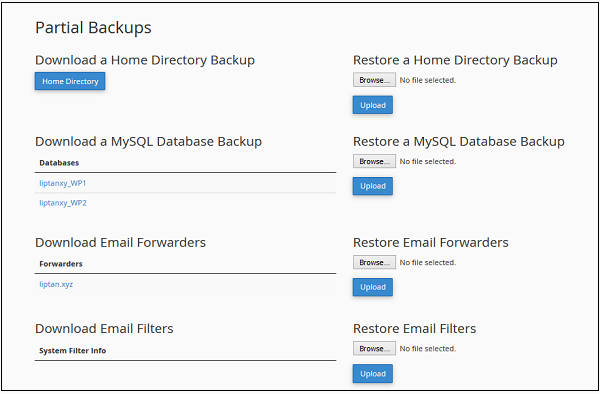 Partial Backups
Download a Home Directory Backup
Home Directory
Restore a Home Directory Backup
Browse... No file selected.
Upload
Download a MySQL Database Backup
Databases
liptanxy_WP1
liptanxy_WP2
Restore a MySQL Database Backup
Browse... No file selected.
Upload
Download Email Forwarders
Forwarders
liptan.xyz
Restore Email Forwarders
Browse... No file selected.
Upload
Download Email Filters
System Filter Info
Restore Email Filters
Browse... No file selected.
Upload